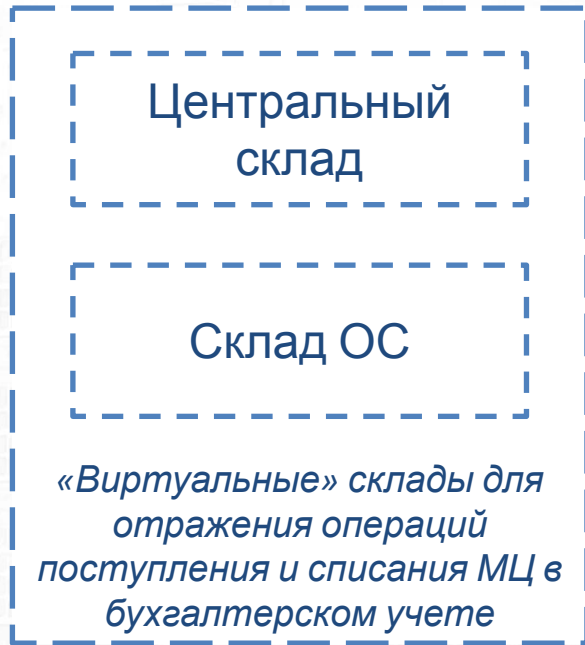 Центральный
склад
Склад ОС
«Виртуальные» склады для
отражения операций
поступления и списания МЦ в
бухгалтерском учете